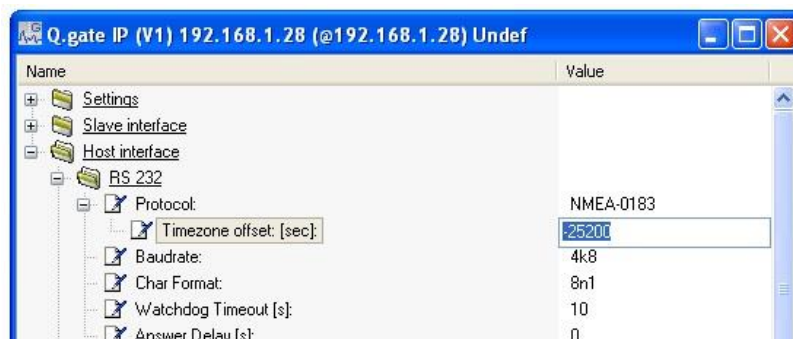 Q.gate IP (V1) 192.168.1.28 (@192.168.1.28) Undef
Name Value
Settings
Slave interface
Host interface
RS 232
Protocol: NMEA-0183
Timezone offset: [sec]: -25200
Baudrate: 4k8
Char Format: 8n1
Watchdog Timeout [s]: 10
Answer Delay [s]: 0